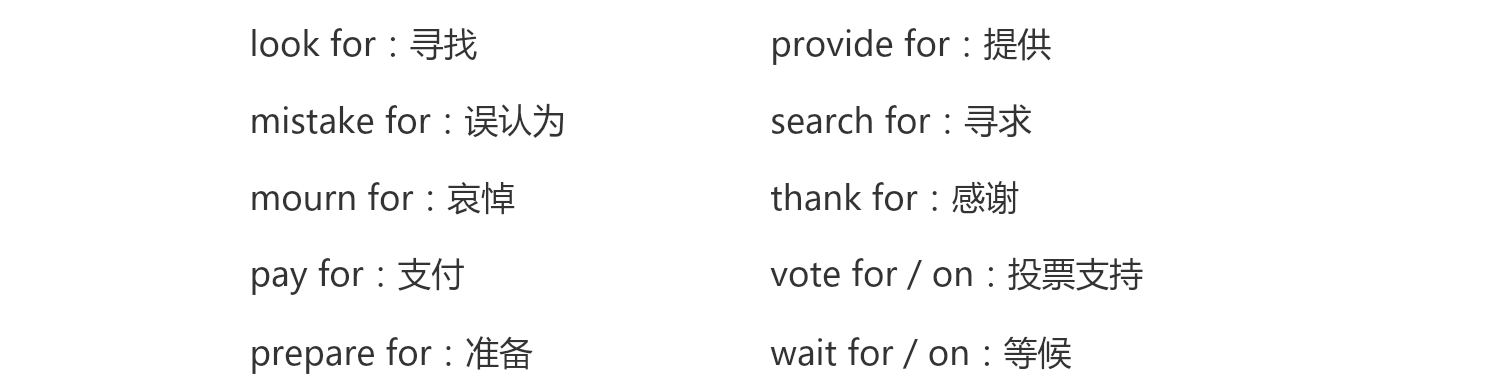 look for：寻找
mistake for：误认为
mourn for：哀悼
pay for：支付
prepare for：准备
provide for：提供
search for：寻求
thank for：感谢
vote for / on：投票支持
wait for / on：等候